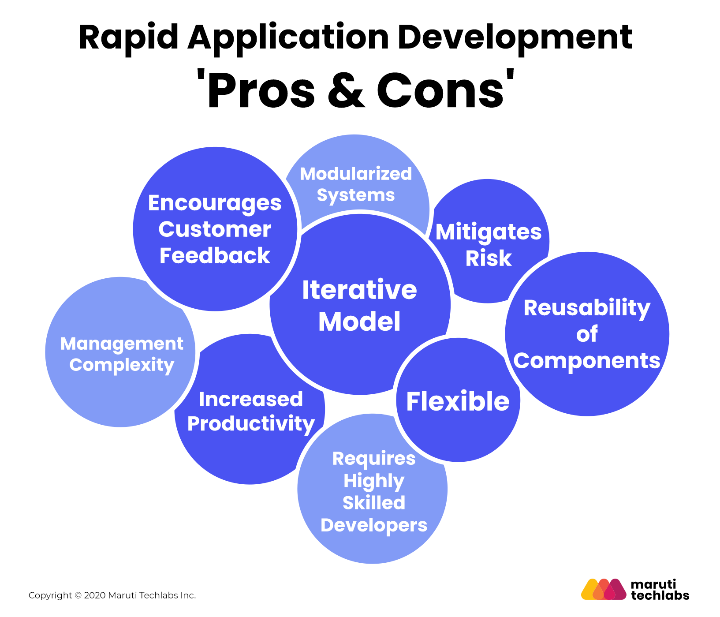 Rapid Application Development
'Pros & Cons'
Modularized
Systems
Encourages
Customer
Feedback
Mitigates
Risk
Iterative
Model
Reusability
of
Components
Management
Complexity
Increased
Productivity
Flexible
Requires
Highly
Skilled
Developers
Copyright © 2020 Maruti Techlabs Inc.
maruti
techlabs